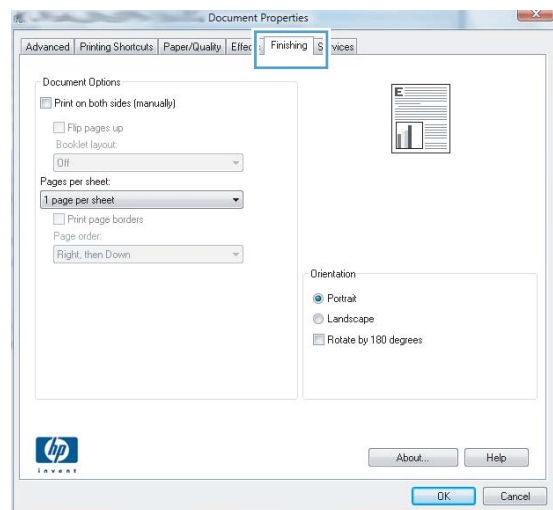 Document Properties
Advanced Printing Shortcuts Paper/Quality Finishing
Document Options
Print on both sides (manually)
Flip pages up
Booklet layout:
Off
Pages per sheet:
1 page per sheet
Print page borders
Page order:
Right, then Down
E
Orientation
Portrait
Landscape
Rotate by 180 degrees
hp
invent
About... Help
OK Cancel